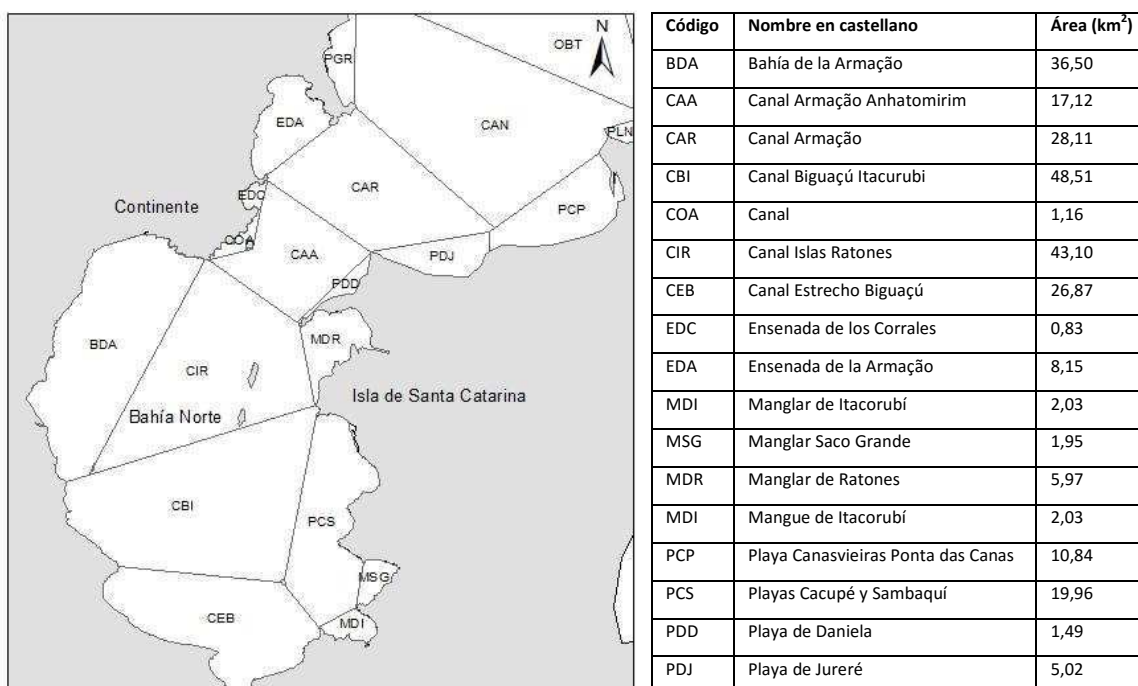 N
OBT
PGR
EDA
CAN
PLN
CAR
EDC
PCP
Continente
COA
CAA
PDJ
PDD
BDA
MDR
CIR
Isla de Santa Catarina
Bahía Norte
CBI
PCS
MSG
CEB
MDI
Código Nombre en castellano Área (km²)
BDA Bahía de la Armação 36,50
CAA Canal Armação Anhatomirim 17,12
CAR Canal Armação 28,11
CBI Canal Biguaçú Itacurubi 48,51
COA Canal 1,16
CIR Canal Islas Ratones 43,10
CEB Canal Estrecho Biguaçú 26,87
EDC Ensenada de los Corrales 0,83
EDA Ensenada de la Armação 8,15
MDI Manglar de Itacorubí 2,03
MSG Manglar Saco Grande 1,95
MDR Manglar de Ratones 5,97
MDI Mangue de Itacorubí 2,03
PCP Playa Canasvieiras Ponta das Canas 10,84
PCS Playas Cacupé y Sambaquí 19,96
PDD Playa de Daniela 1,49
PDJ Playa de Jureré 5,02